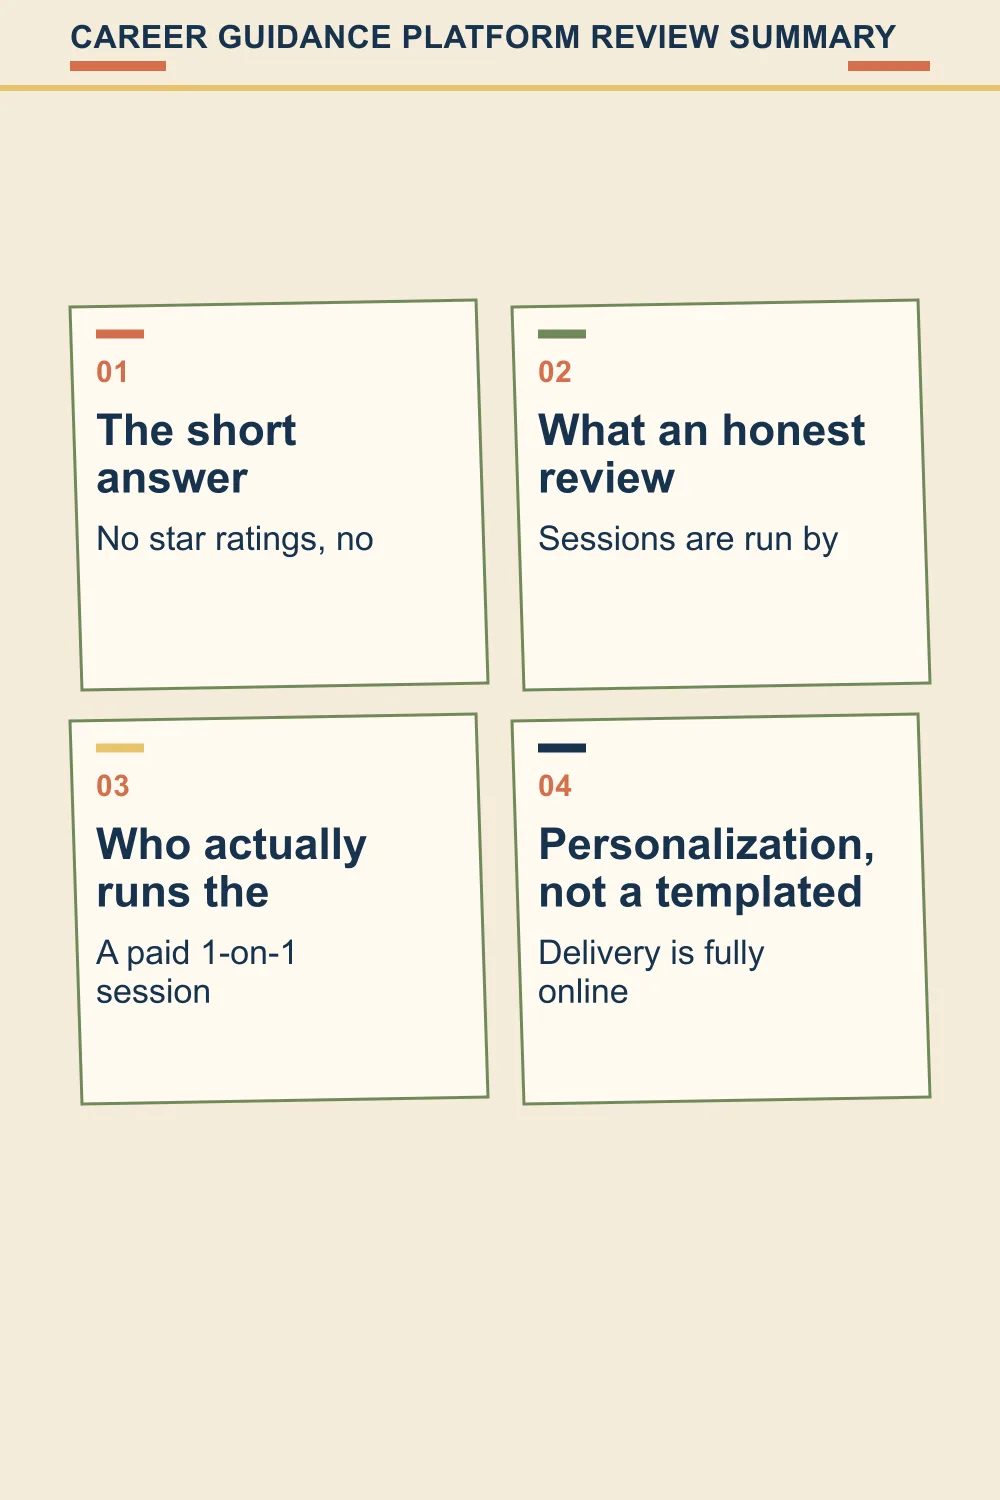 CAREER GUIDANCE PLATFORM REVIEW SUMMARY
01
The short
answer
No star ratings, no
02
What an honest
review
Sessions are run by
03
Who actually
runs the
A paid 1-on-1
session
04
Personalization,
not a templated
Delivery is fully
online